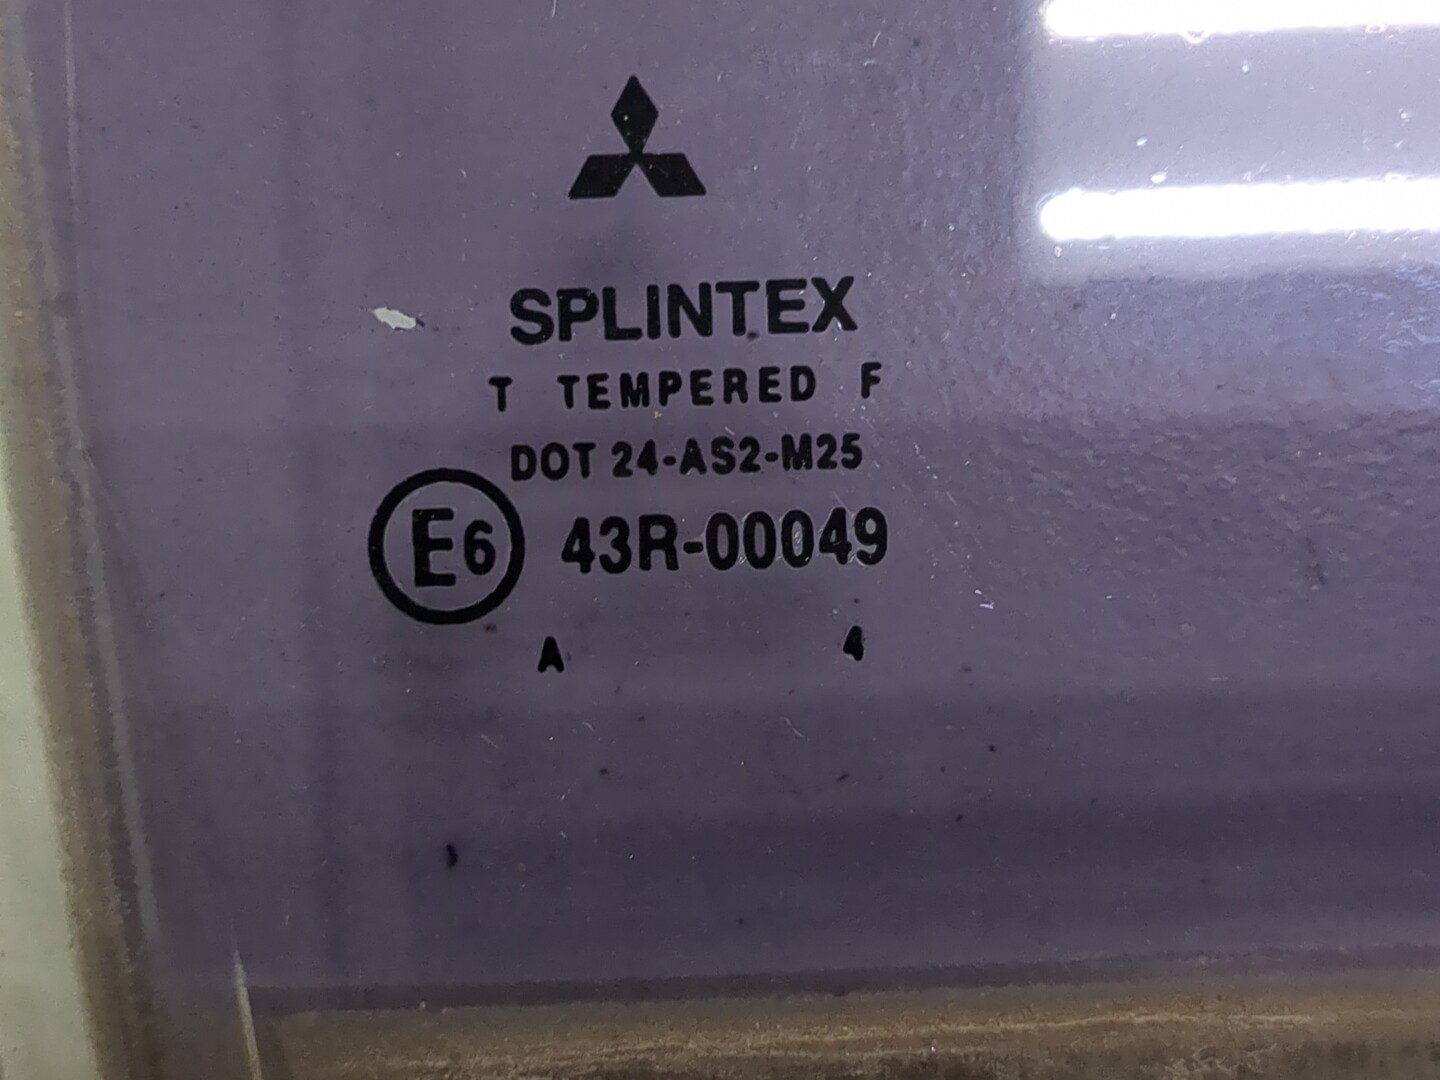 SPLINTEX
T TEMPERED F
DOT 24-AS2-M25
E6 43R-00049
A 4